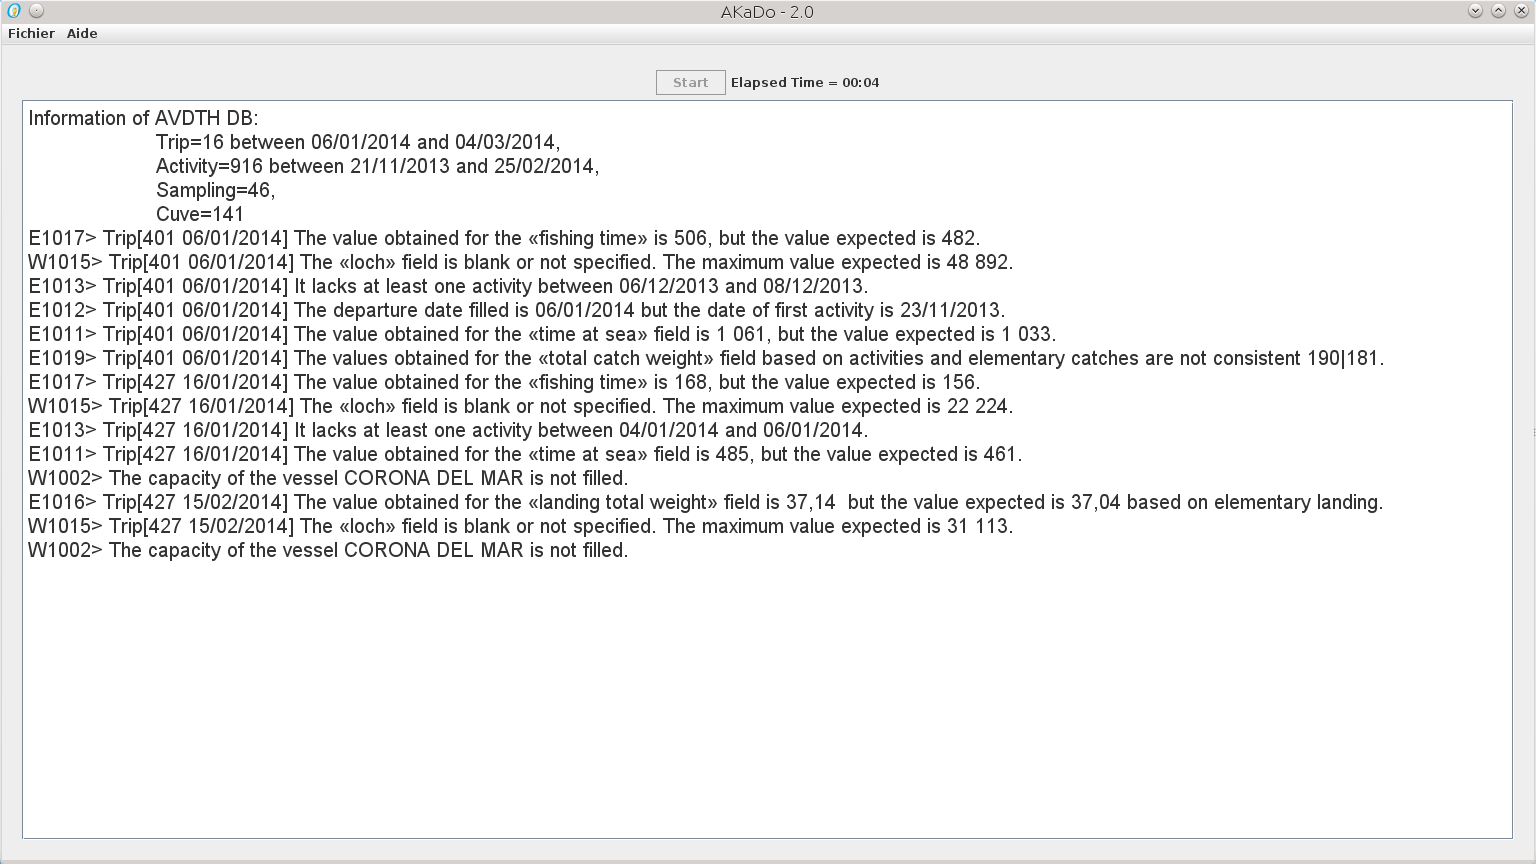 AKaDo - 2.0
Fichier Aide
Start Elapsed Time = 00:04
Information of AVDTH DB:
Trip=16 between 06/01/2014 and 04/03/2014,
Activity=916 between 21/11/2013 and 25/02/2014,
Sampling=46,
Cuve=141
E1017> Trip[401 06/01/2014] The value obtained for the «fishing time» is 506, but the value expected is 482.
W1015> Trip[401 06/01/2014] The «loch» field is blank or not specified. The maximum value expected is 48 892.
E1013> Trip[401 06/01/2014] It lacks at least one activity between 06/12/2013 and 08/12/2013.
E1012> Trip[401 06/01/2014] The departure date filled is 06/01/2014 but the date of first activity is 23/11/2013.
E1011> Trip[401 06/01/2014] The value obtained for the «time at sea» field is 1 061, but the value expected is 1 033.
E1019> Trip[401 06/01/2014] The values obtained for the «total catch weight» field based on activities and elementary catches are not consistent 190|181.
E1017> Trip[427 16/01/2014] The value obtained for the «fishing time» is 168, but the value expected is 156.
W1015> Trip[427 16/01/2014] The «loch» field is blank or not specified. The maximum value expected is 22 224.
E1013> Trip[427 16/01/2014] It lacks at least one activity between 04/01/2014 and 06/01/2014.
E1011> Trip[427 16/01/2014] The value obtained for the «time at sea» field is 485, but the value expected is 461.
W1002> The capacity of the vessel CORONA DEL MAR is not filled.
E1016> Trip[427 15/02/2014] The value obtained for the «landing total weight» field is 37,14  but the value expected is 37,04 based on elementary landing.
W1015> Trip[427 15/02/2014] The «loch» field is blank or not specified. The maximum value expected is 31 113.
W1002> The capacity of the vessel CORONA DEL MAR is not filled.